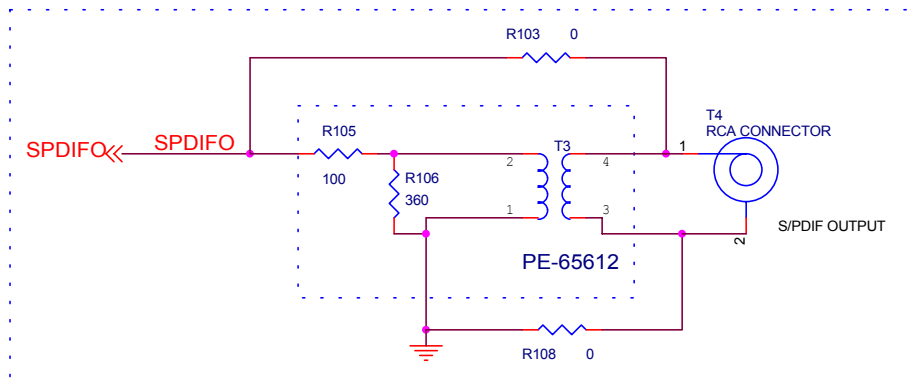 R103 0
T4
RCA CONNECTOR
SPDIFO
SPDIFO
R105
100
R106
360
2
1
T3
4
3
1
2
S/PDIF OUTPUT
PE-65612
R108 0